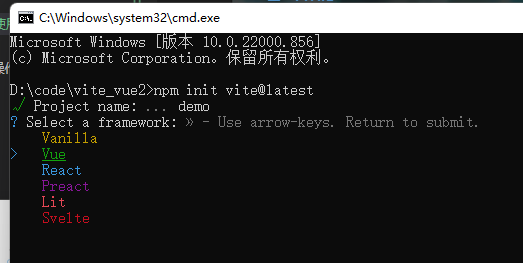 C:\Windows\system32\cmd.exe
Microsoft Windows [版本 10.0.22000.856]
(c) Microsoft Corporation。保留所有权利。
D:\code\vite_vue2>npm init vite@latest
√ Project name: ... demo
? Select a framework: » - Use arrow-keys. Return to submit.
Vanilla
> Vue
React
Preact
Lit
Svelte